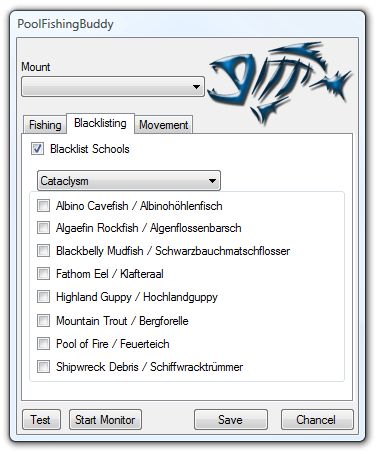 PoolFishingBuddy
Mount
Fishing Blacklisting Movement
Blacklist Schools
Cataclysm
Albino Cavefish / Albinohöhlenfisch
Algaefin Rockfish / Algenflossenbarsch
Blackbelly Mudfish / Schwarzbauchmatschflosser
Fathom Eel / Klafteraal
Highland Guppy / Hochlandguppy
Mountain Trout / Bergforelle
Pool of Fire / Feuerteich
Shipwreck Debris / Schiffwracktrümmer
Test Start Monitor Save Chancel